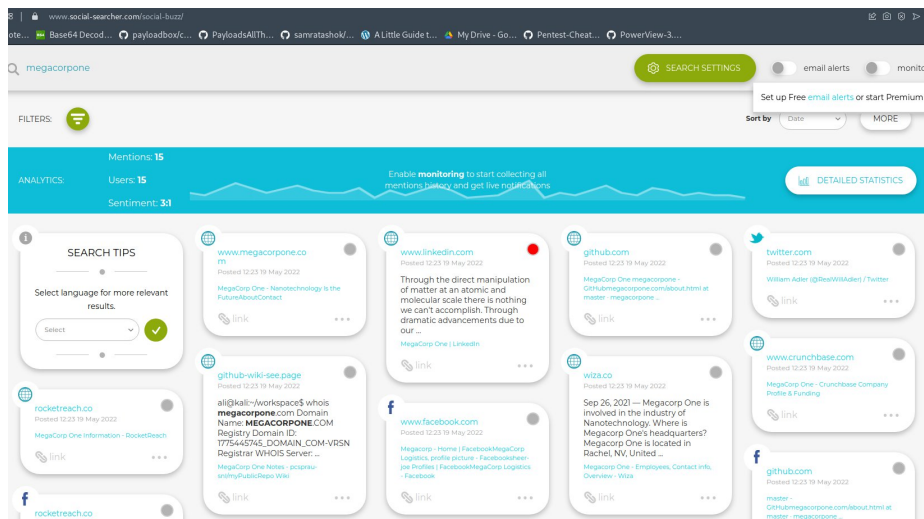 8 | www.social-searcher.com/social-buzz/
ote... Base64 Decod... payloadbox/c... PayloadsAllTh... samratashok/... A Little Guide t... My Drive - Go... Pentest-Cheat... PowerView-3....
megacorpone
SEARCH SETTINGS
email alerts
monito
Set up Free email alerts or start Premium
FILTERS:
Sort by
Date
MORE
ANALYTICS:
Mentions: 15
Users: 15
Sentiment: 3:1
Enable monitoring to start collecting all
mentions history and get live notifications
DETAILED STATISTICS
SEARCH TIPS
Select language for more relevant
results.
Select
rocketreach.co
Posted 12:23 19 May 2022
MegaCorp One Information - RocketReach
link
rocketreach.co
www.megacorpone.co
m
Posted 12:23 19 May 2022
MegaCorp One - Nanotechnology Is the
FutureAboutContact
link
github-wiki-see.page
Posted 12:23 19 May 2022
ali@kali:~/workspace$ whois
megacorpone.com Domain
Name: MEGACORPONE.COM
Registry Domain ID:
1775445745_DOMAIN_COM-VRSN
Registrar WHOIS Server: ...
MegaCorp One Notes - pcsprau-
snl/myPublicRepo Wiki
link
www.linkedin.com
Posted 12:23 19 May 2022
Through the direct manipulation
of matter at an atomic and
molecular scale there is nothing
we can't accomplish. Through
dramatic advancements due to
our ...
MegaCorp One | LinkedIn
link
www.facebook.com
Posted 12:23 19 May 2022
Megacorp - Home | FacebookMegaCorp
Logistics, profile picture - Facebooksheer-
joe Profiles | FacebookMegaCorp Logistics
- Facebook
link
github.com
Posted 12:23 19 May 2022
MegaCorp One megacorpone -
GitHubmegacorpone.com/about.html at
master - megacorpone ...
link
wiza.co
Posted 12:23 19 May 2022
Sep 26, 2021 — Megacorp One is
involved in the industry of
Nanotechnology. Where is
Megacorp One's headquarters?
Megacorp One is located in
Rachel, NV, United ...
Megacorp One - Employees, Contact info,
Overview - Wiza
link
twitter.com
Posted 12:23 19 May 2022
William Adler (@RealWillAdler) / Twitter
link
www.crunchbase.com
Posted 12:23 19 May 2022
MegaCorp One - Crunchbase Company
Profile & Funding
link
github.com
Posted 12:23 19 May 2022
master -
GitHubmegacorpone.com/about.html at
master - megacorpone ...